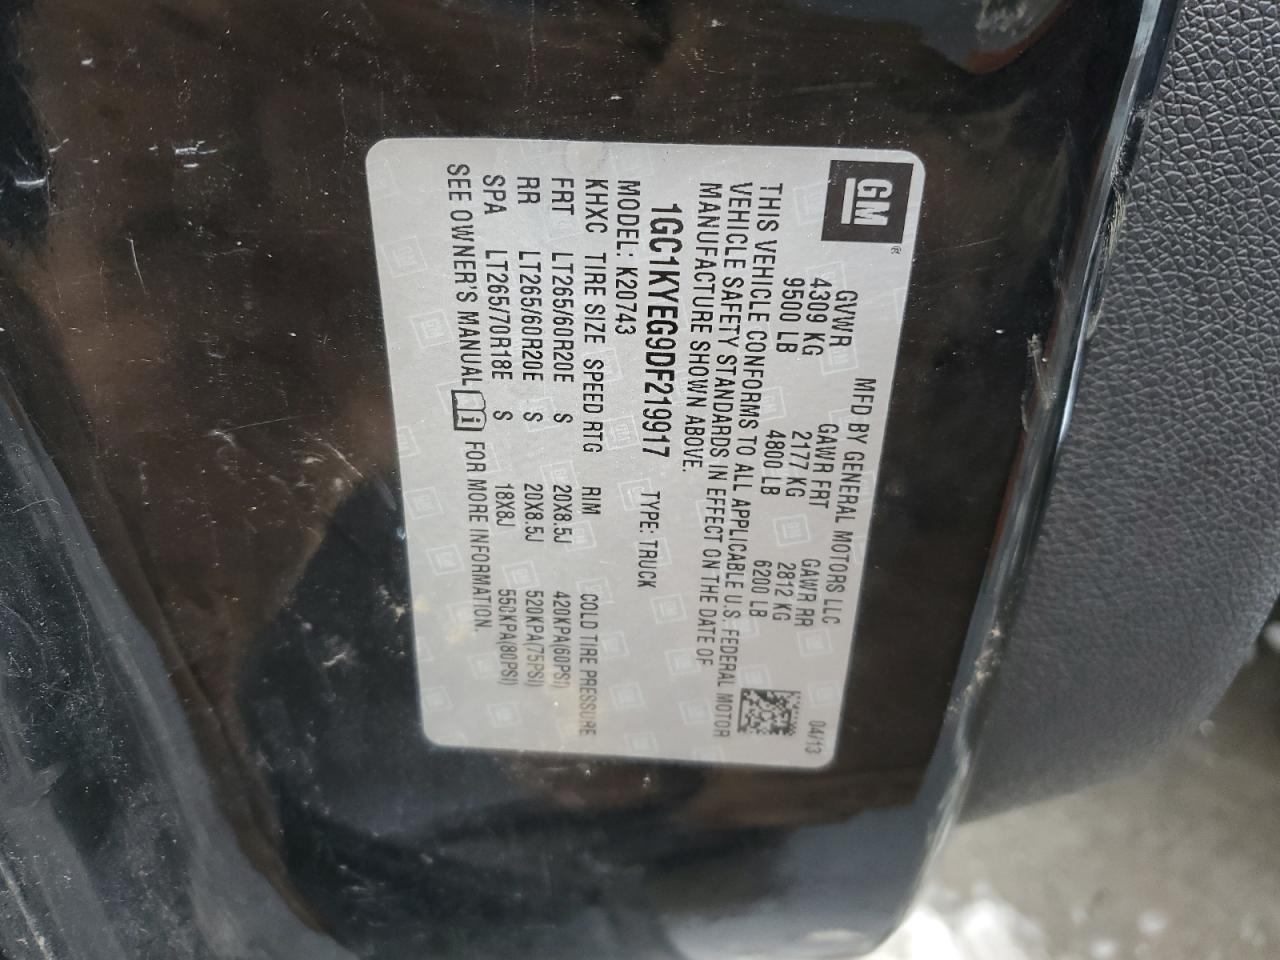 GM®
MFD BY GENERAL MOTORS LLC 04/13
GVWR GAWR FRT GAWR RR
4309 KG 2177 KG 2812 KG
9500 LB 4800 LB 6200 LB
THIS VEHICLE CONFORMS TO ALL APPLICABLE U.S. FEDERAL MOTOR
VEHICLE SAFETY STANDARDS IN EFFECT ON THE DATE OF
MANUFACTURE SHOWN ABOVE.
1GC1KYEG9DF219917 TYPE: TRUCK
MODEL: K20743
KHXC TIRE SIZE SPEED RTG RIM COLD TIRE PRESSURE
FRT LT265/60R20E S 20X8.5J 420KPA(60PSI)
RR LT265/60R20E S 20X8.5J 520KPA(75PSI)
SPA LT265/70R18E S 18X8J 550KPA(80PSI)
SEE OWNER'S MANUAL i FOR MORE INFORMATION.